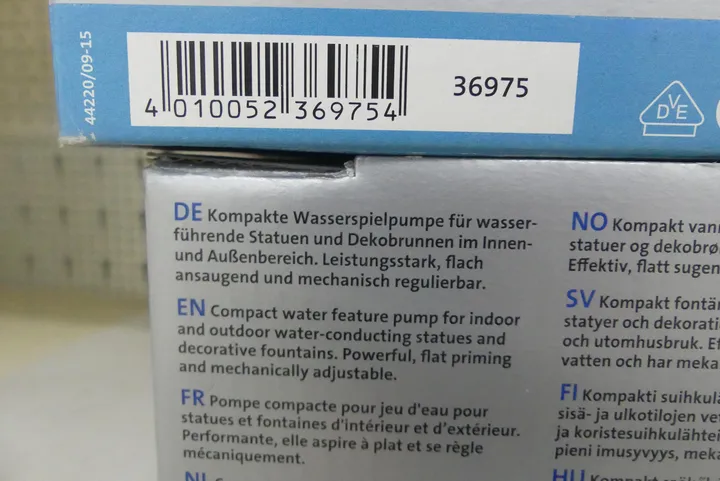 44220/09-15
4 010052 369754
36975
DVE
DE Kompakte Wasserspielpumpe für wasser-
führende Statuen und Dekobrunnen im Innen-
und Außenbereich. Leistungsstark, flach
ansaugend und mechanisch regulierbar.
EN Compact water feature pump for indoor
and outdoor water-conducting statues and
decorative fountains. Powerful, flat priming
and mechanically adjustable.
FR Pompe compacte pour jeu d'eau pour
statues et fontaines d'intérieur et d'extérieur.
Performante, elle aspire à plat et se règle
mécaniquement.
NL
NO Kompakt
statuer og
Effektiv, flatt
SV Kompakt
statyer och
och utomhusbruk.
vatten och har
FI Kompakti
sisä- ja ulkotilojen
ja
pieni imusyvyys,
HU